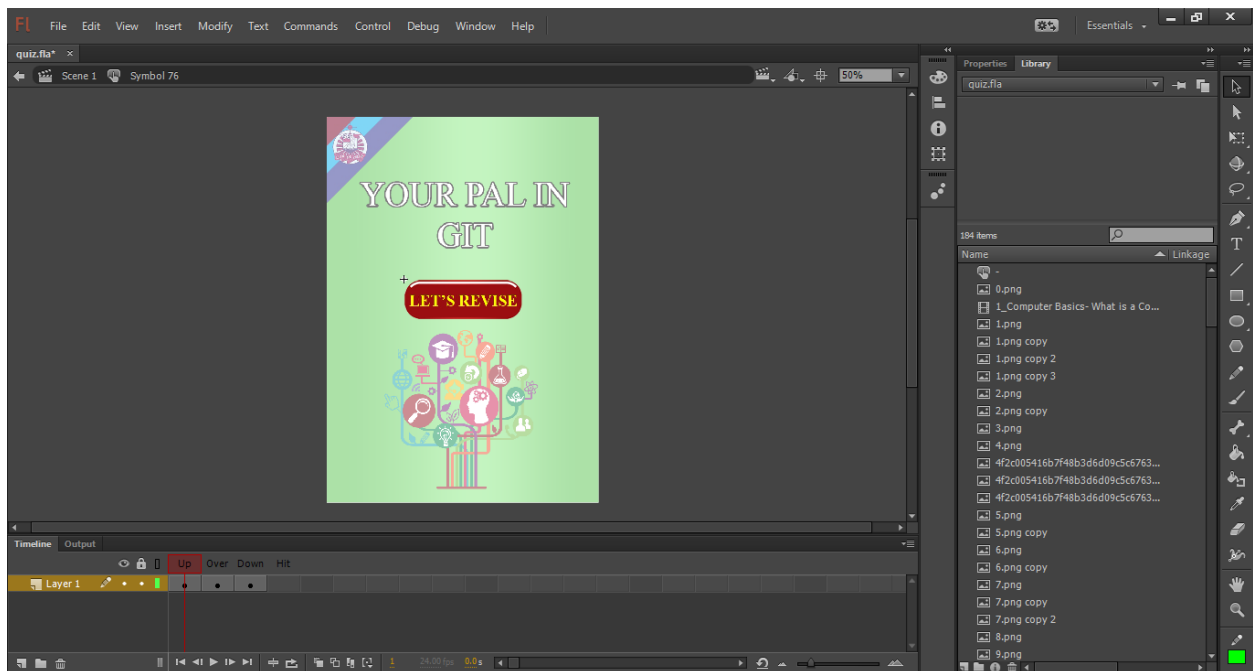 Fl File Edit View Insert Modify Text Commands Control Debug Window Help Essentials
quiz.fla* ×
Scene 1 Symbol 76 50%
YOUR PAL IN
GIT
LET'S REVISE
Properties Library
quiz.fla
184 items
Name Linkage
-
0.png
1_Computer Basics- What is a Co...
1.png
1.png copy
1.png copy 2
1.png copy 3
2.png
2.png copy
3.png
4.png
4f2c005416b7f48b3d6d09c5c6763...
4f2c005416b7f48b3d6d09c5c6763...
4f2c005416b7f48b3d6d09c5c6763...
5.png
5.png copy
6.png
6.png copy
7.png
7.png copy
7.png copy 2
8.png
9.png
Timeline Output
Up Over Down Hit
Layer 1
1 24.00 fps 0.0 s